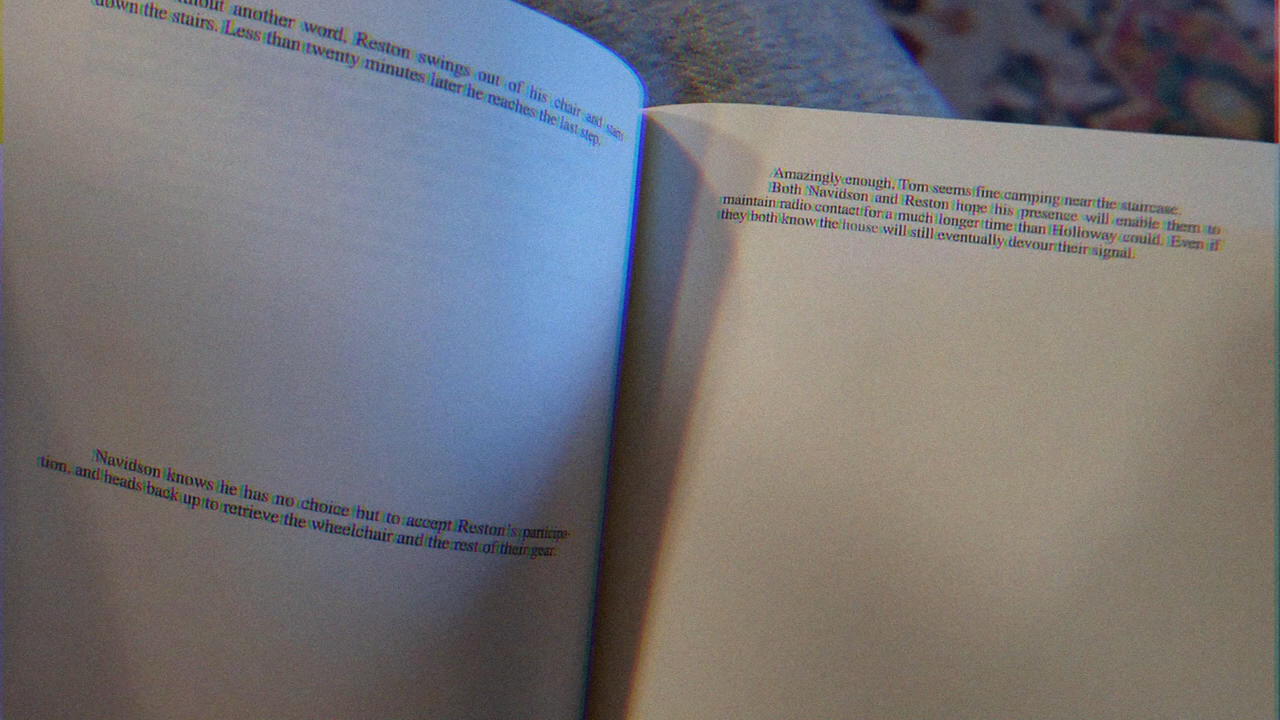 another word, Reston swings out of his chair and starts
down the stairs. Less than twenty minutes later he reaches the last step.
Navidson knows he has no choice but to accept Reston's participa-
tion, and heads back up to retrieve the wheelchair and the rest of their gear.
Amazingly enough, Tom seems fine camping near the staircase.
Both Navidson and Reston hope his presence will enable them to
maintain radio contact for a much longer time than Holloway could. Even if
they both know the house will still eventually devour their signal.